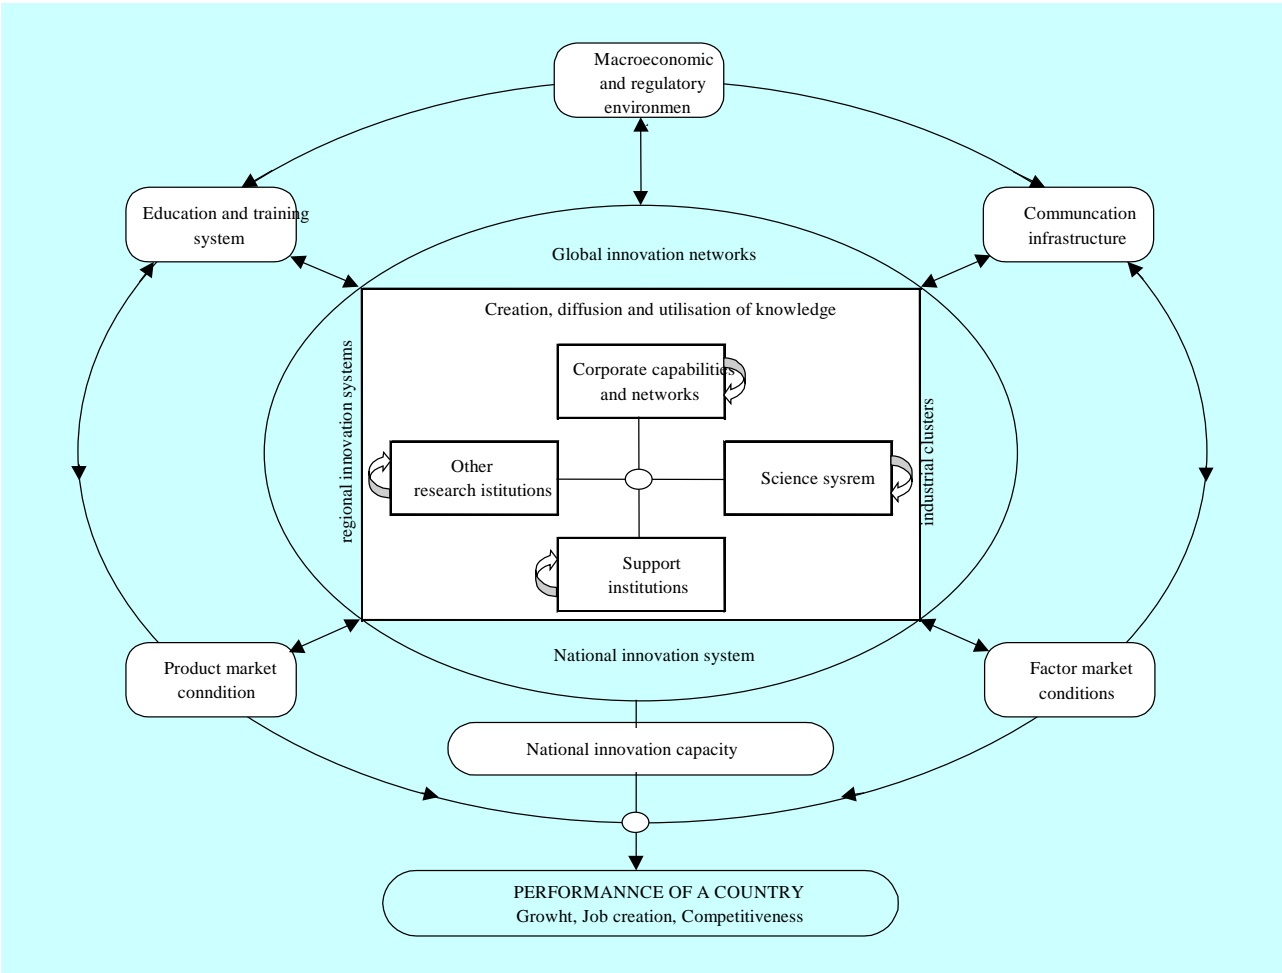 Macroeconomic
and regulatory
environmen
Education and training
system
Communcation
infrastructure
Global innovation networks
Creation, diffusion and utilisation of knowledge
regional innovation systems
Corporate capabilities
and networks
industrial clusters
Other
research istitutions
Science sysrem
Support
institutions
National innovation system
Product market
conndition
Factor market
conditions
National innovation capacity
PERFORMANNCE OF A COUNTRY
Growht, Job creation, Competitiveness